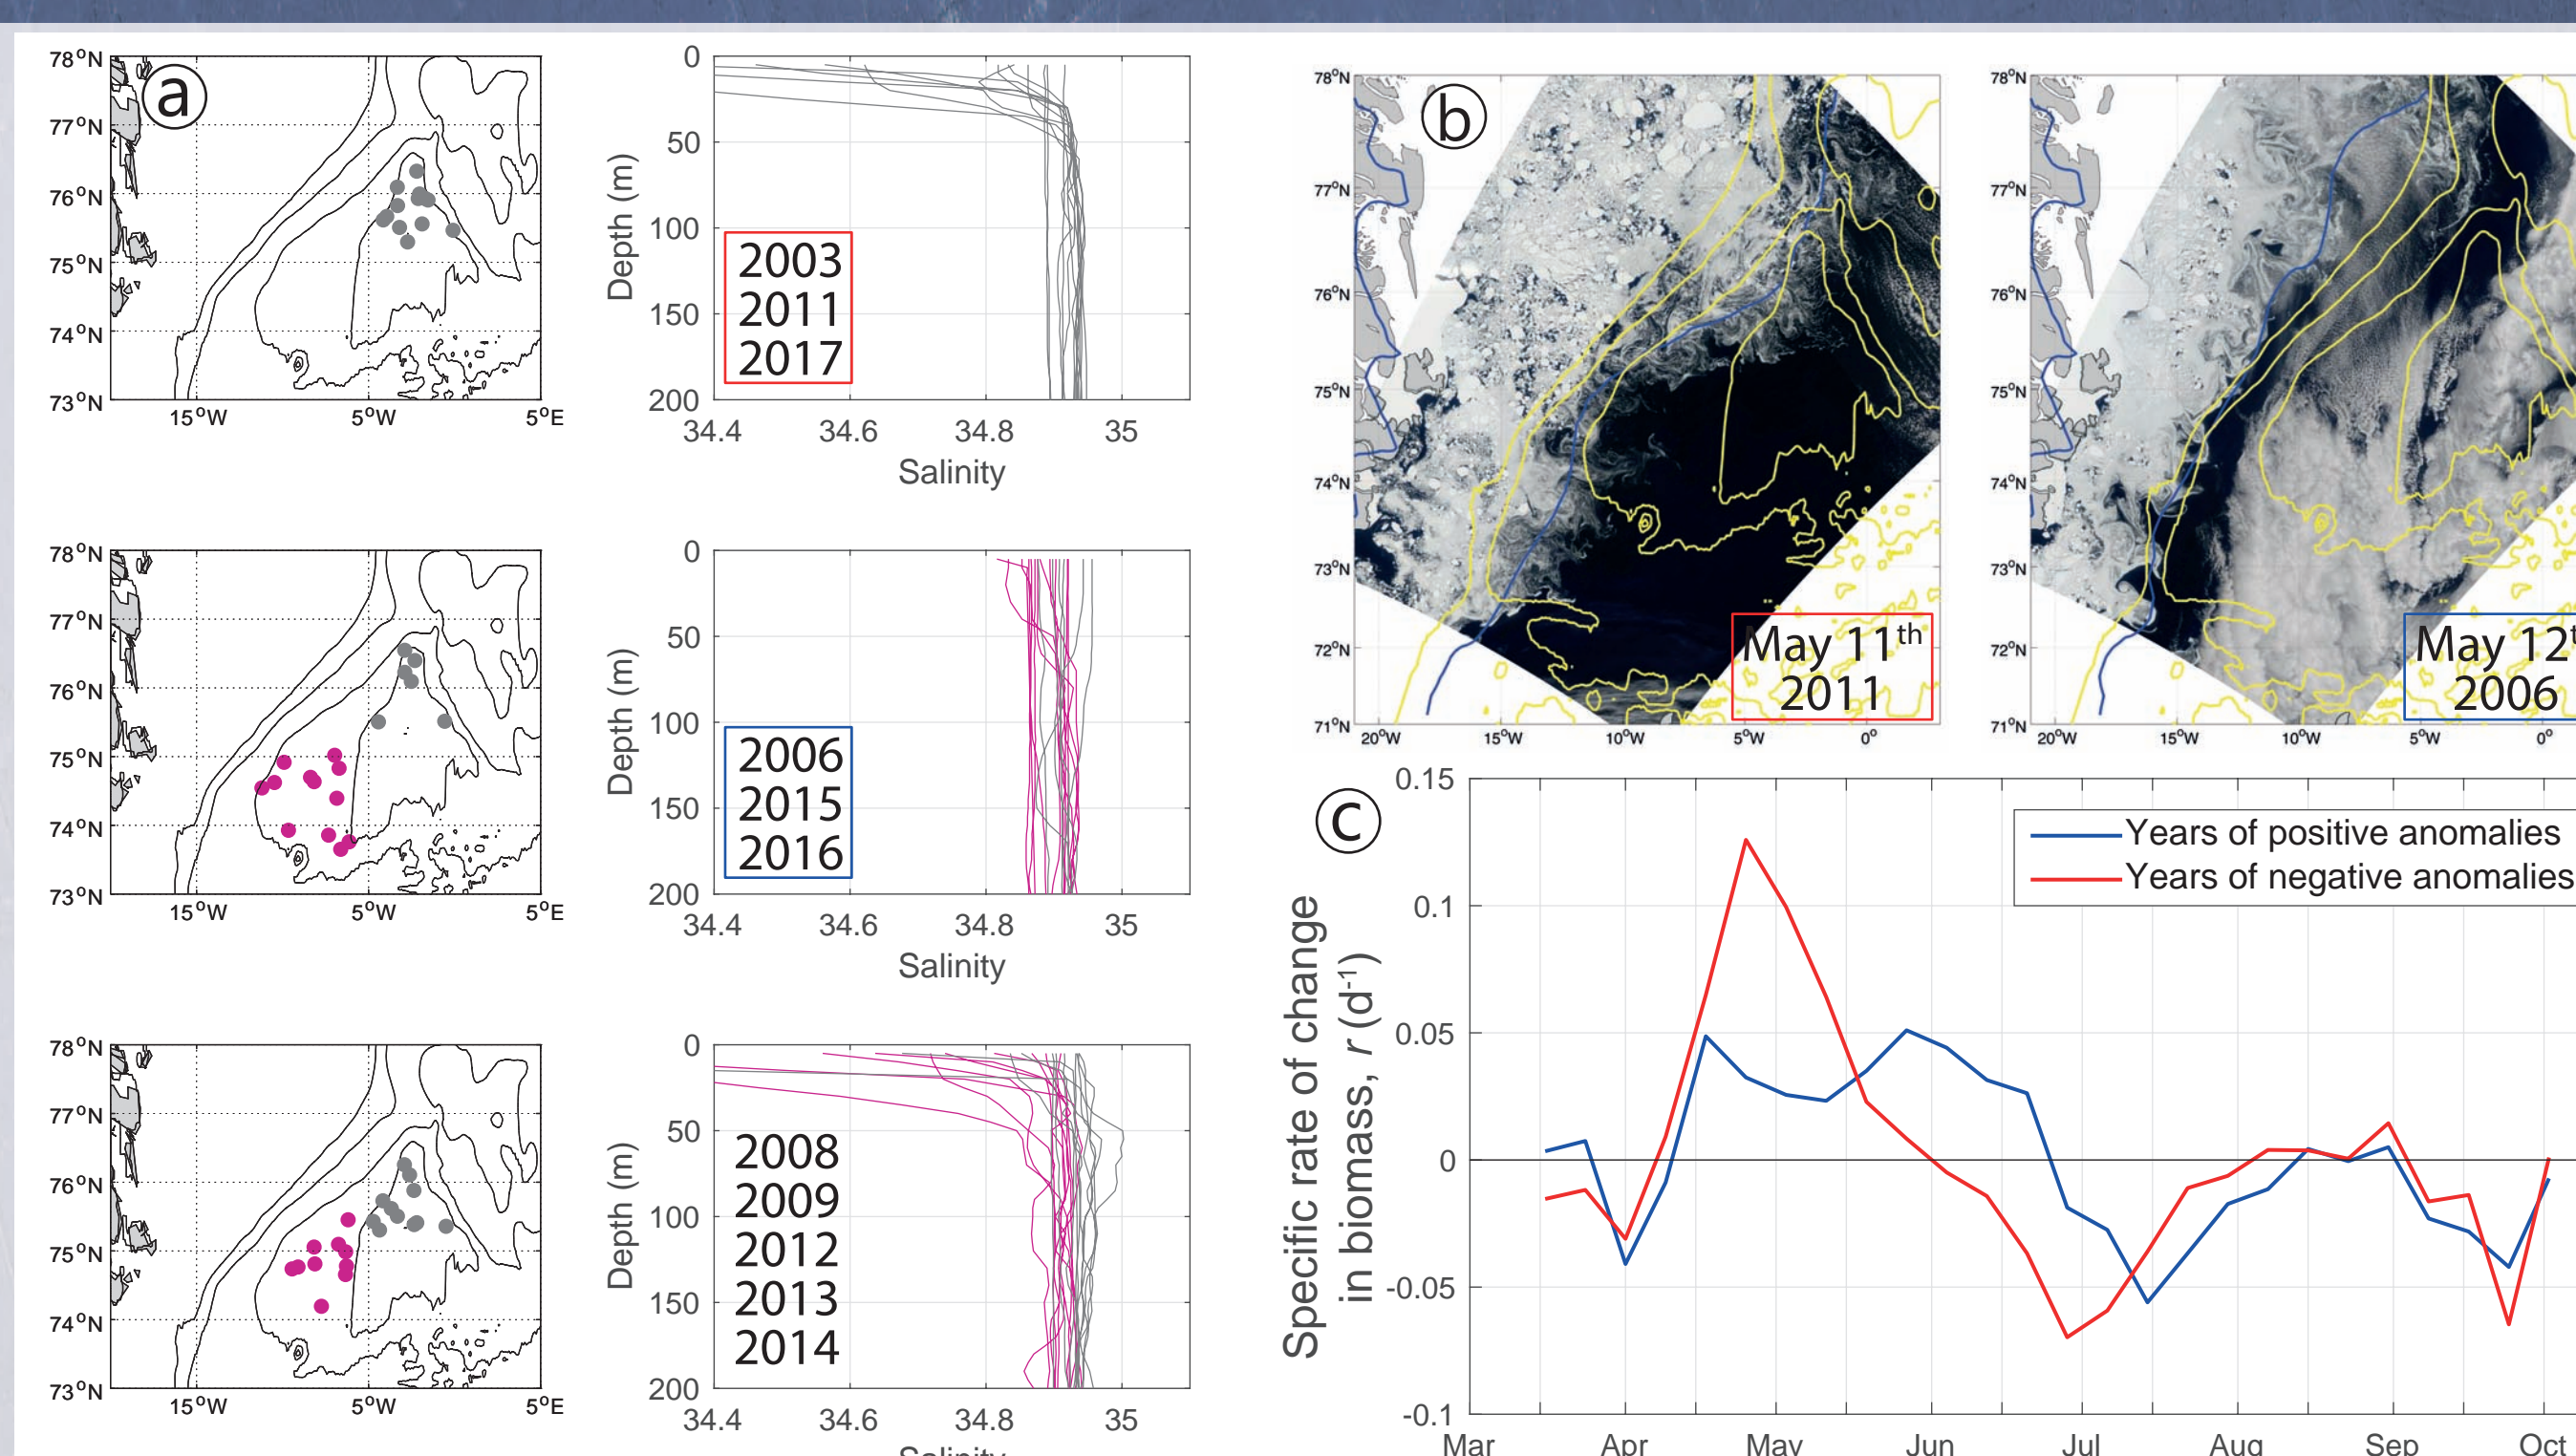 a
78°N
77°N
76°N
75°N
74°N
73°N
15°W
5°W
5°E
0
50
100
150
200
Depth (m)
2003
2011
2017
34.4
34.6
34.8
35
Salinity
78°N
77°N
76°N
75°N
74°N
73°N
15°W
5°W
5°E
0
50
100
150
200
Depth (m)
2006
2015
2016
34.4
34.6
34.8
35
Salinity
78°N
77°N
76°N
75°N
74°N
73°N
15°W
5°W
5°E
0
50
100
150
200
Depth (m)
2008
2009
2012
2013
2014
34.4
34.6
34.8
35
Salinity
b
78°N
77°N
76°N
75°N
74°N
73°N
72°N
71°N
20°W
15°W
10°W
5°W
0°
May 11th
2011
78°N
77°N
76°N
75°N
74°N
73°N
72°N
71°N
20°W
15°W
10°W
5°W
0°
May 12t
2006
c
0.15
0.1
0.05
0
-0.05
-0.1
Specific rate of change
in biomass, r (d-1)
Years of positive anomalies
Years of negative anomalies
Mar
Apr
May
Jun
Jul
Aug
Sep
Oct